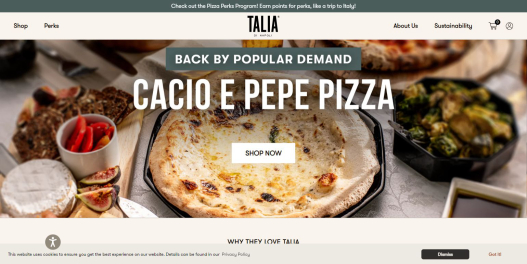 Check out the Pizza Perks Program! Earn points for perks, like a trip to Italy!
Shop Perks TALIA About Us Sustainability 0
DI NAPOLI
BACK BY POPULAR DEMAND
CACIO E PEPE PIZZA
SHOP NOW
WHY THEY LOVE TALIA
This website uses cookies to ensure you get the best experience on our website. Details can be found in our Privacy Policy Dismiss Got It!